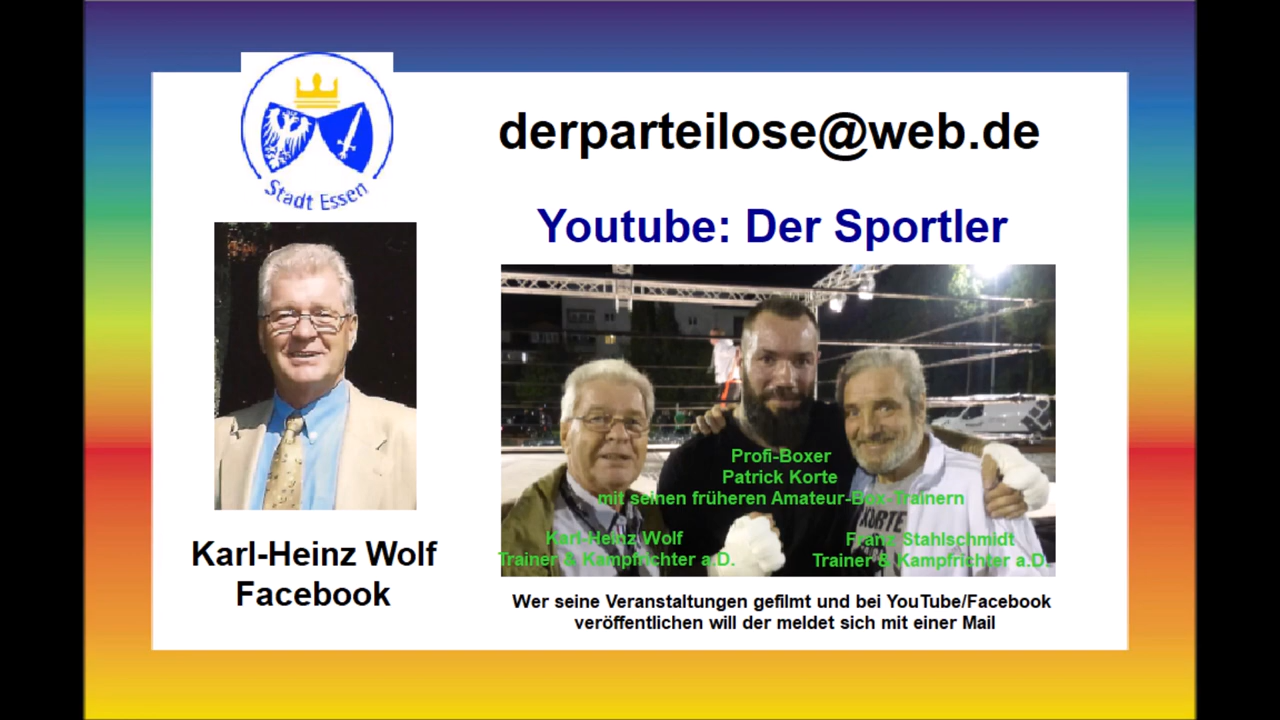 Stadt Essen
derparteilose@web.de
Youtube: Der Sportler
Profi-Boxer
Patrick Korte
mit seinen früheren Amateur-Box-Trainern
Karl-Heinz Wolf
Trainer & Kampfrichter a.D.
Franz Stahlschmidt
Trainer & Kampfrichter a.D.
KORTE
Karl-Heinz Wolf
Facebook
Wer seine Veranstaltungen gefilmt und bei YouTube/Facebook
veröffentlichen will der meldet sich mit einer Mail